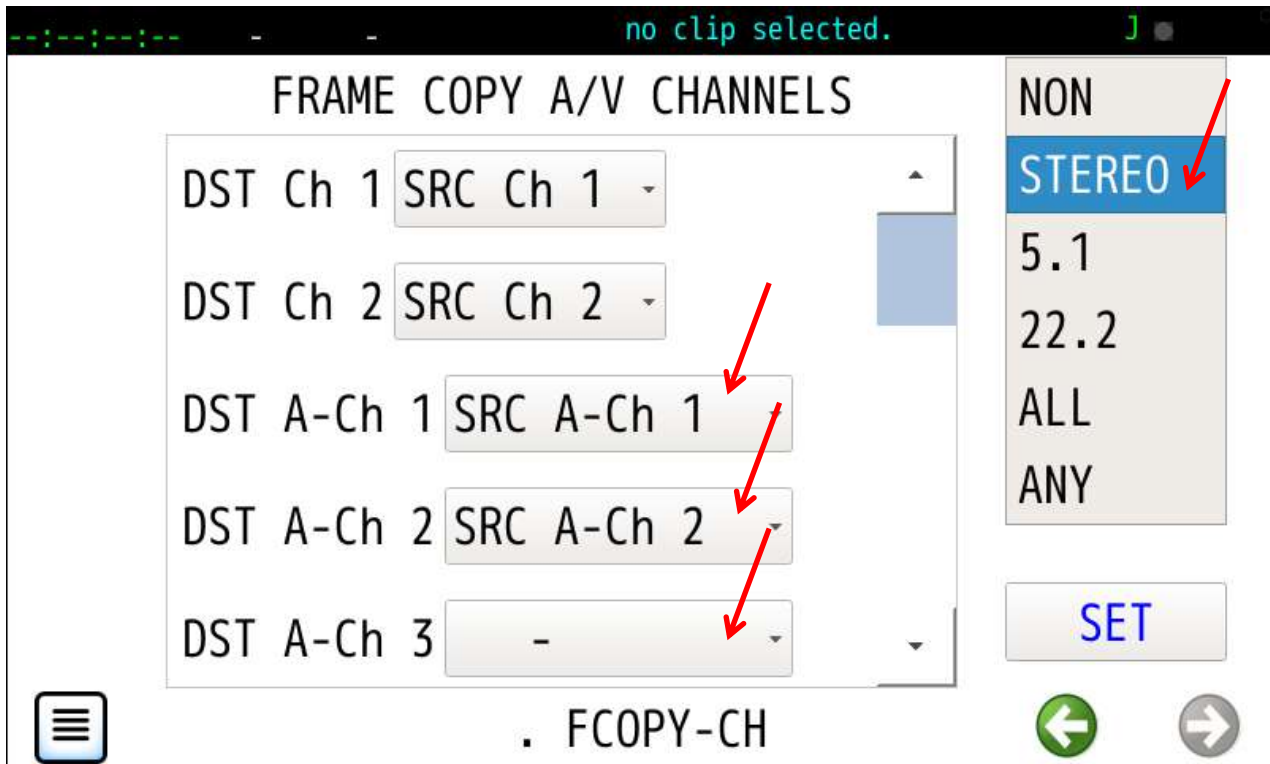 --:--:--:-- - - no clip selected. J
FRAME COPY A/V CHANNELS
DST Ch 1 SRC Ch 1
DST Ch 2 SRC Ch 2
DST A-Ch 1 SRC A-Ch 1
DST A-Ch 2 SRC A-Ch 2
DST A-Ch 3 -
NON
STEREO
5.1
22.2
ALL
ANY
SET
. FCOPY-CH